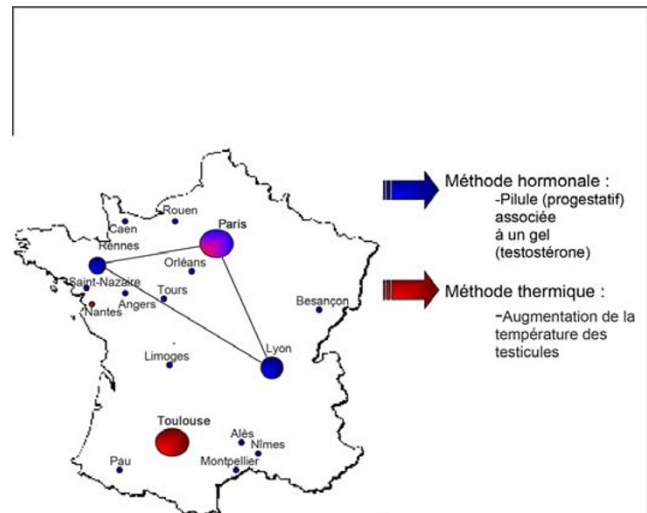 Caen
Rouen
Paris
Rennes
Orléans
Saint-Nazaire
Angers
Tours
Nantes
Besançon
Lyon
Limoges
Toulouse
Alès
Nîmes
Pau
Montpellier
Méthode hormonale :
-Pilule (progestatif)
associée
à un gel
(testostérone)
Méthode thermique :
-Augmentation de la
température des
testicules